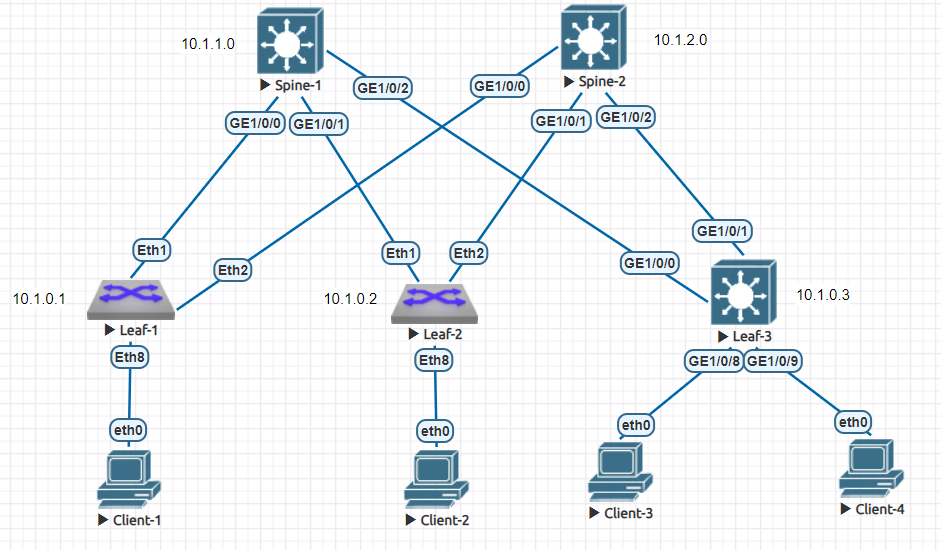 10.1.1.0
10.1.2.0
Spine-1
Spine-2
GE1/0/2
GE1/0/0
GE1/0/0
GE1/0/1
GE1/0/1
GE1/0/2
GE1/0/1
Eth1
Eth2
Eth1
Eth2
GE1/0/0
10.1.0.1
10.1.0.2
10.1.0.3
Leaf-1
Leaf-2
Leaf-3
Eth8
Eth8
GE1/0/8
GE1/0/9
eth0
eth0
eth0
eth0
Client-1
Client-2
Client-3
Client-4